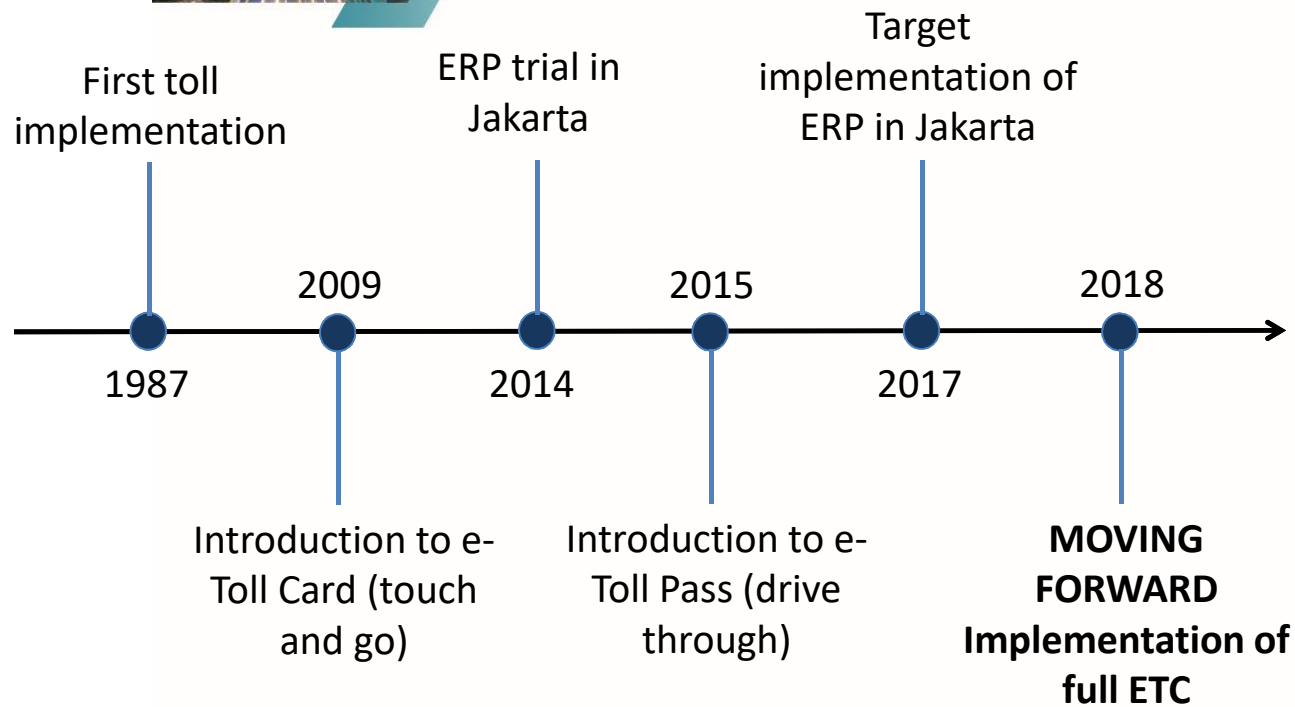 First toll
implementation
ERP trial in
Jakarta
Target
implementation of
ERP in Jakarta
2009
2015
2018
1987
2014
2017
Introduction to e-
Toll Card (touch
and go)
Introduction to e-
Toll Pass (drive
through)
MOVING
FORWARD
Implementation of
full ETC